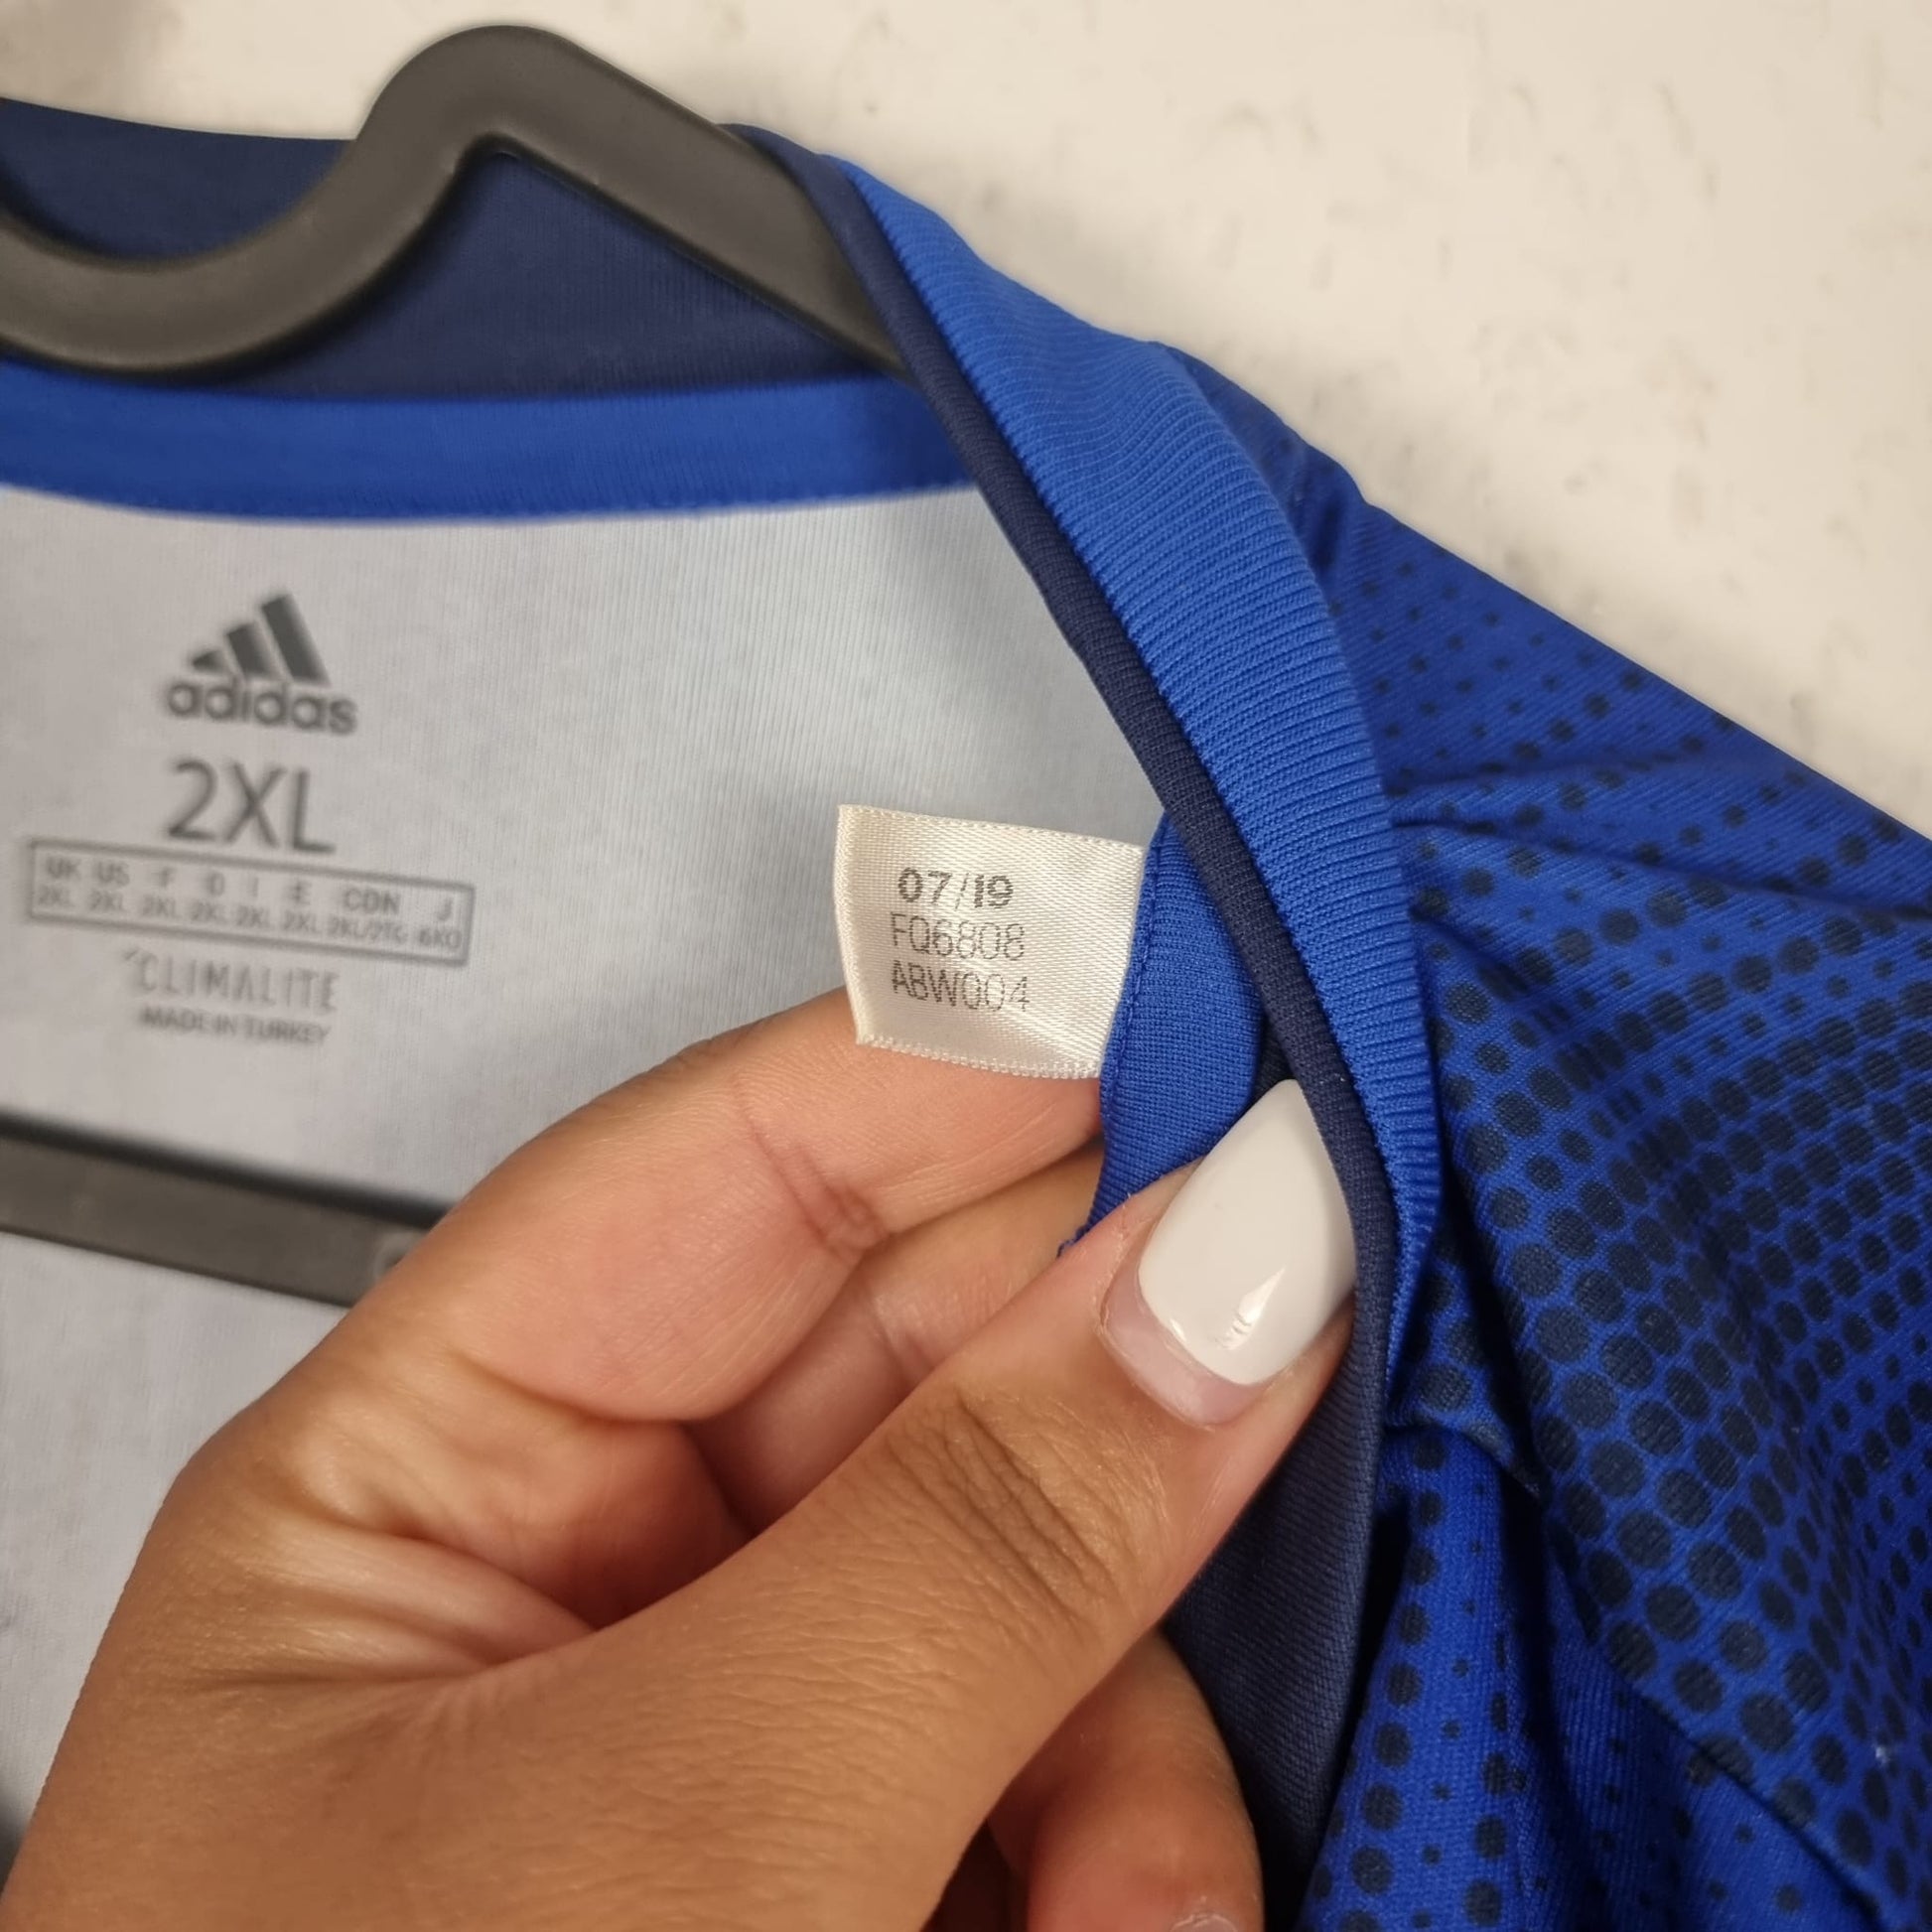 adidas
2XL
UK US F D I E CDN J
2XL 2XL 2XL 2XL 2XL 2XL 2XL/2TG 6XO
CLIMALITE
MADE IN TURKEY
07/19
FQ6808
ABW004